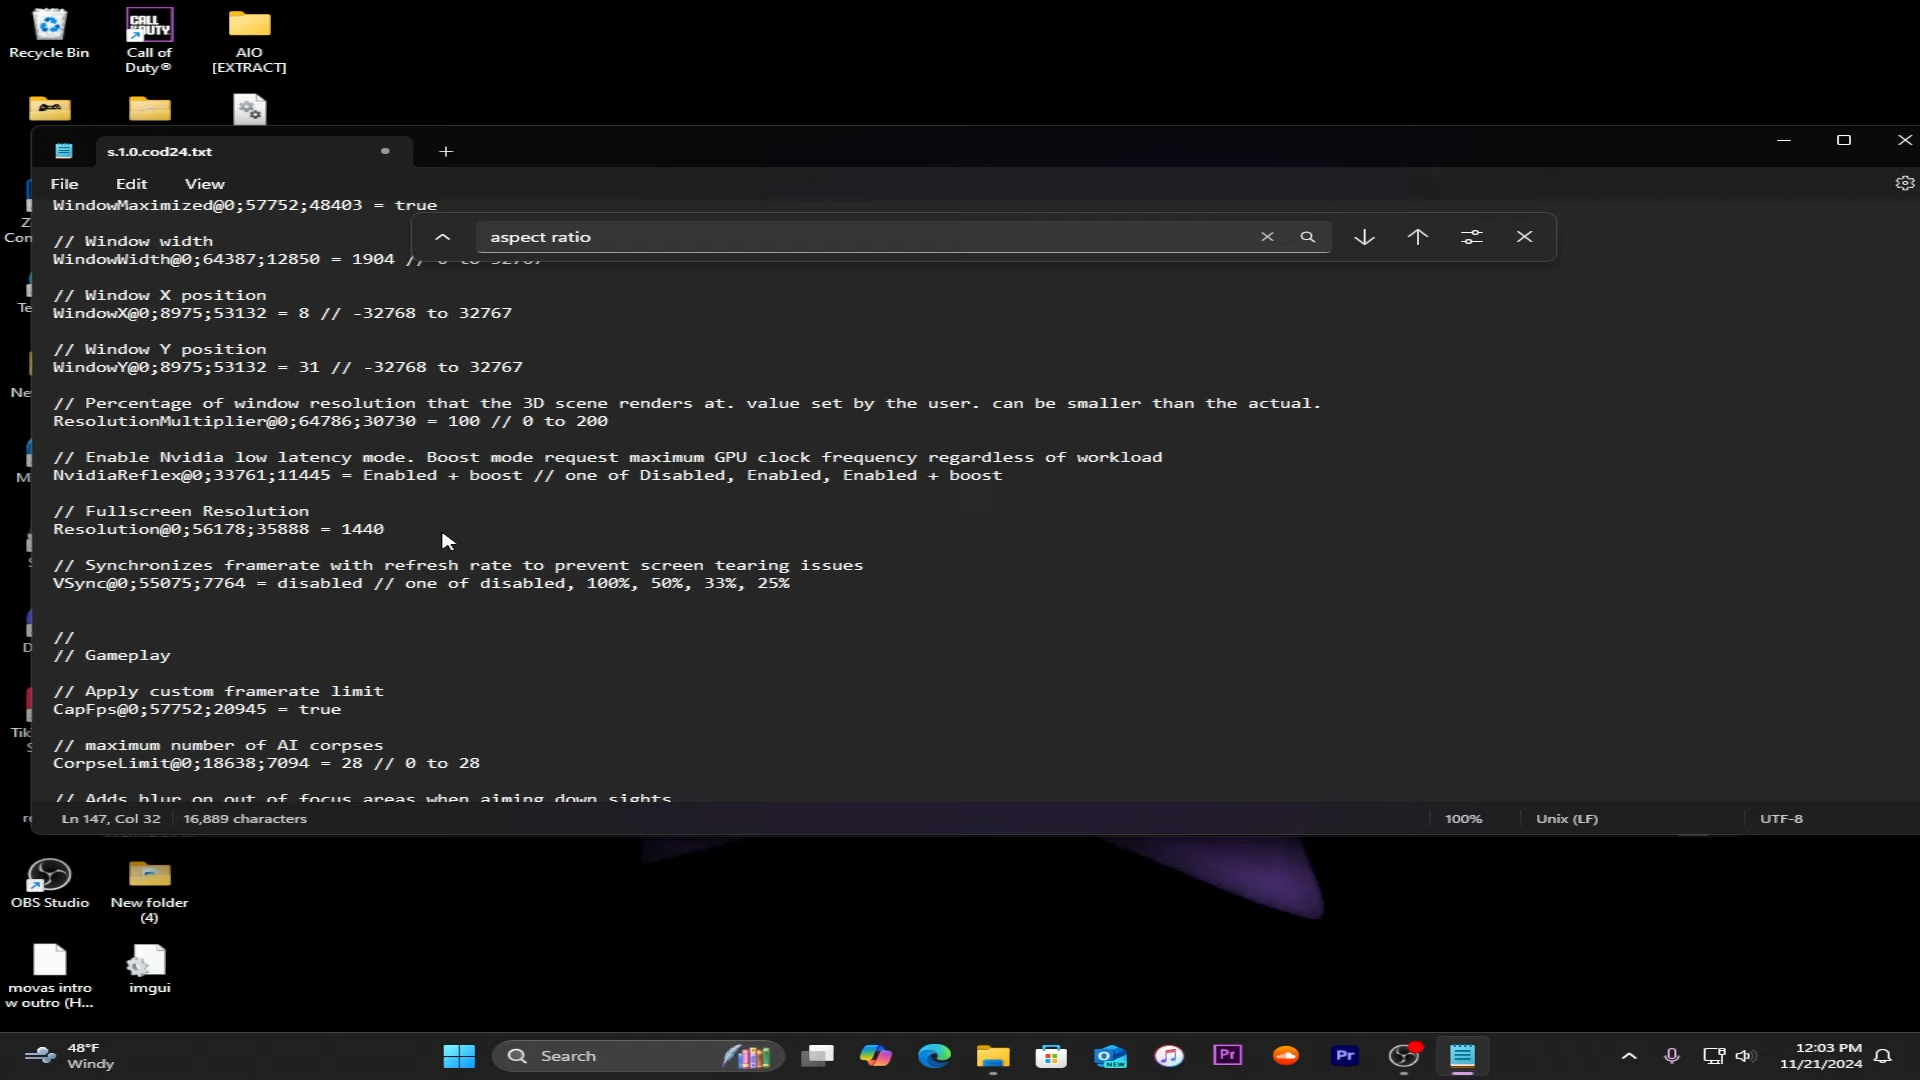 Recycle Bin
CALL OF DUTY
Call of Duty®
AIO [EXTRACT]
s.1.0.cod24.txt
File Edit View
WindowMaximized@0;57752;48403 = true
aspect ratio
// Window width
WindowWidth@0;64387;12850 = 1904 // 0 to 32767
// Window X position
WindowX@0;8975;53132 = 8 // -32768 to 32767
// Window Y position
WindowY@0;8975;53132 = 31 // -32768 to 32767
// Percentage of window resolution that the 3D scene renders at. value set by the user. can be smaller than the actual.
ResolutionMultiplier@0;64786;30730 = 100 // 0 to 200
// Enable Nvidia low latency mode. Boost mode request maximum GPU clock frequency regardless of workload
NvidiaReflex@0;33761;11445 = Enabled + boost // one of Disabled, Enabled, Enabled + boost
// Fullscreen Resolution
Resolution@0;56178;35888 = 1440
// Synchronizes framerate with refresh rate to prevent screen tearing issues
VSync@0;55075;7764 = disabled // one of disabled, 100%, 50%, 33%, 25%
//
// Gameplay
// Apply custom framerate limit
CapFps@0;57752;20945 = true
// maximum number of AI corpses
CorpseLimit@0;18638;7094 = 28 // 0 to 28
// Adds blur on out of focus areas when aiming down sights
Ln 147, Col 32
16,889 characters
100%
Unix (LF)
UTF-8
OBS Studio
New folder (4)
movas intro w outro (H...
imgui
48°F
Windy
Search
NEW
Pr
Pr
12:03 PM
11/21/2024